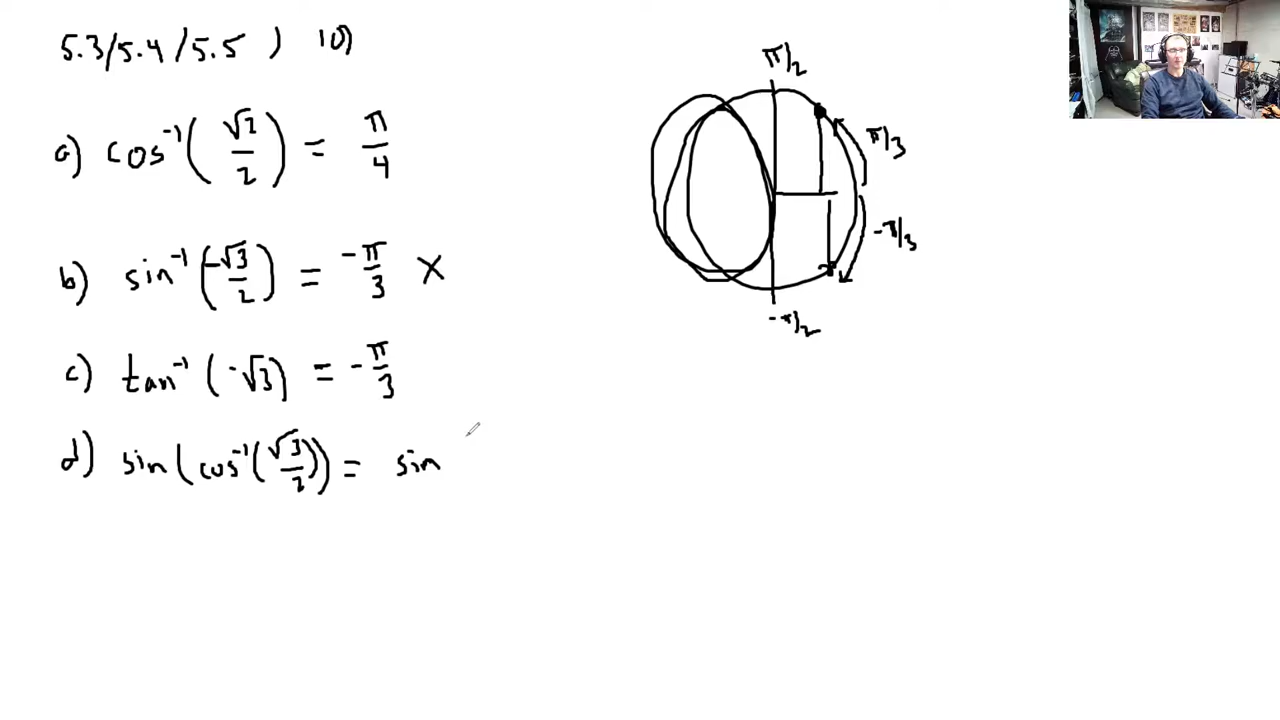 5.3/5.4/5.5 ) 10)
a) cos⁻¹(√2/2) = π/4
b) sin⁻¹(-√3/2) = -π/3 X
c) tan⁻¹(-√3) = -π/3
d) sin(cos⁻¹(√3/2)) = sin
π/2
π/3
-π/3
-π/2